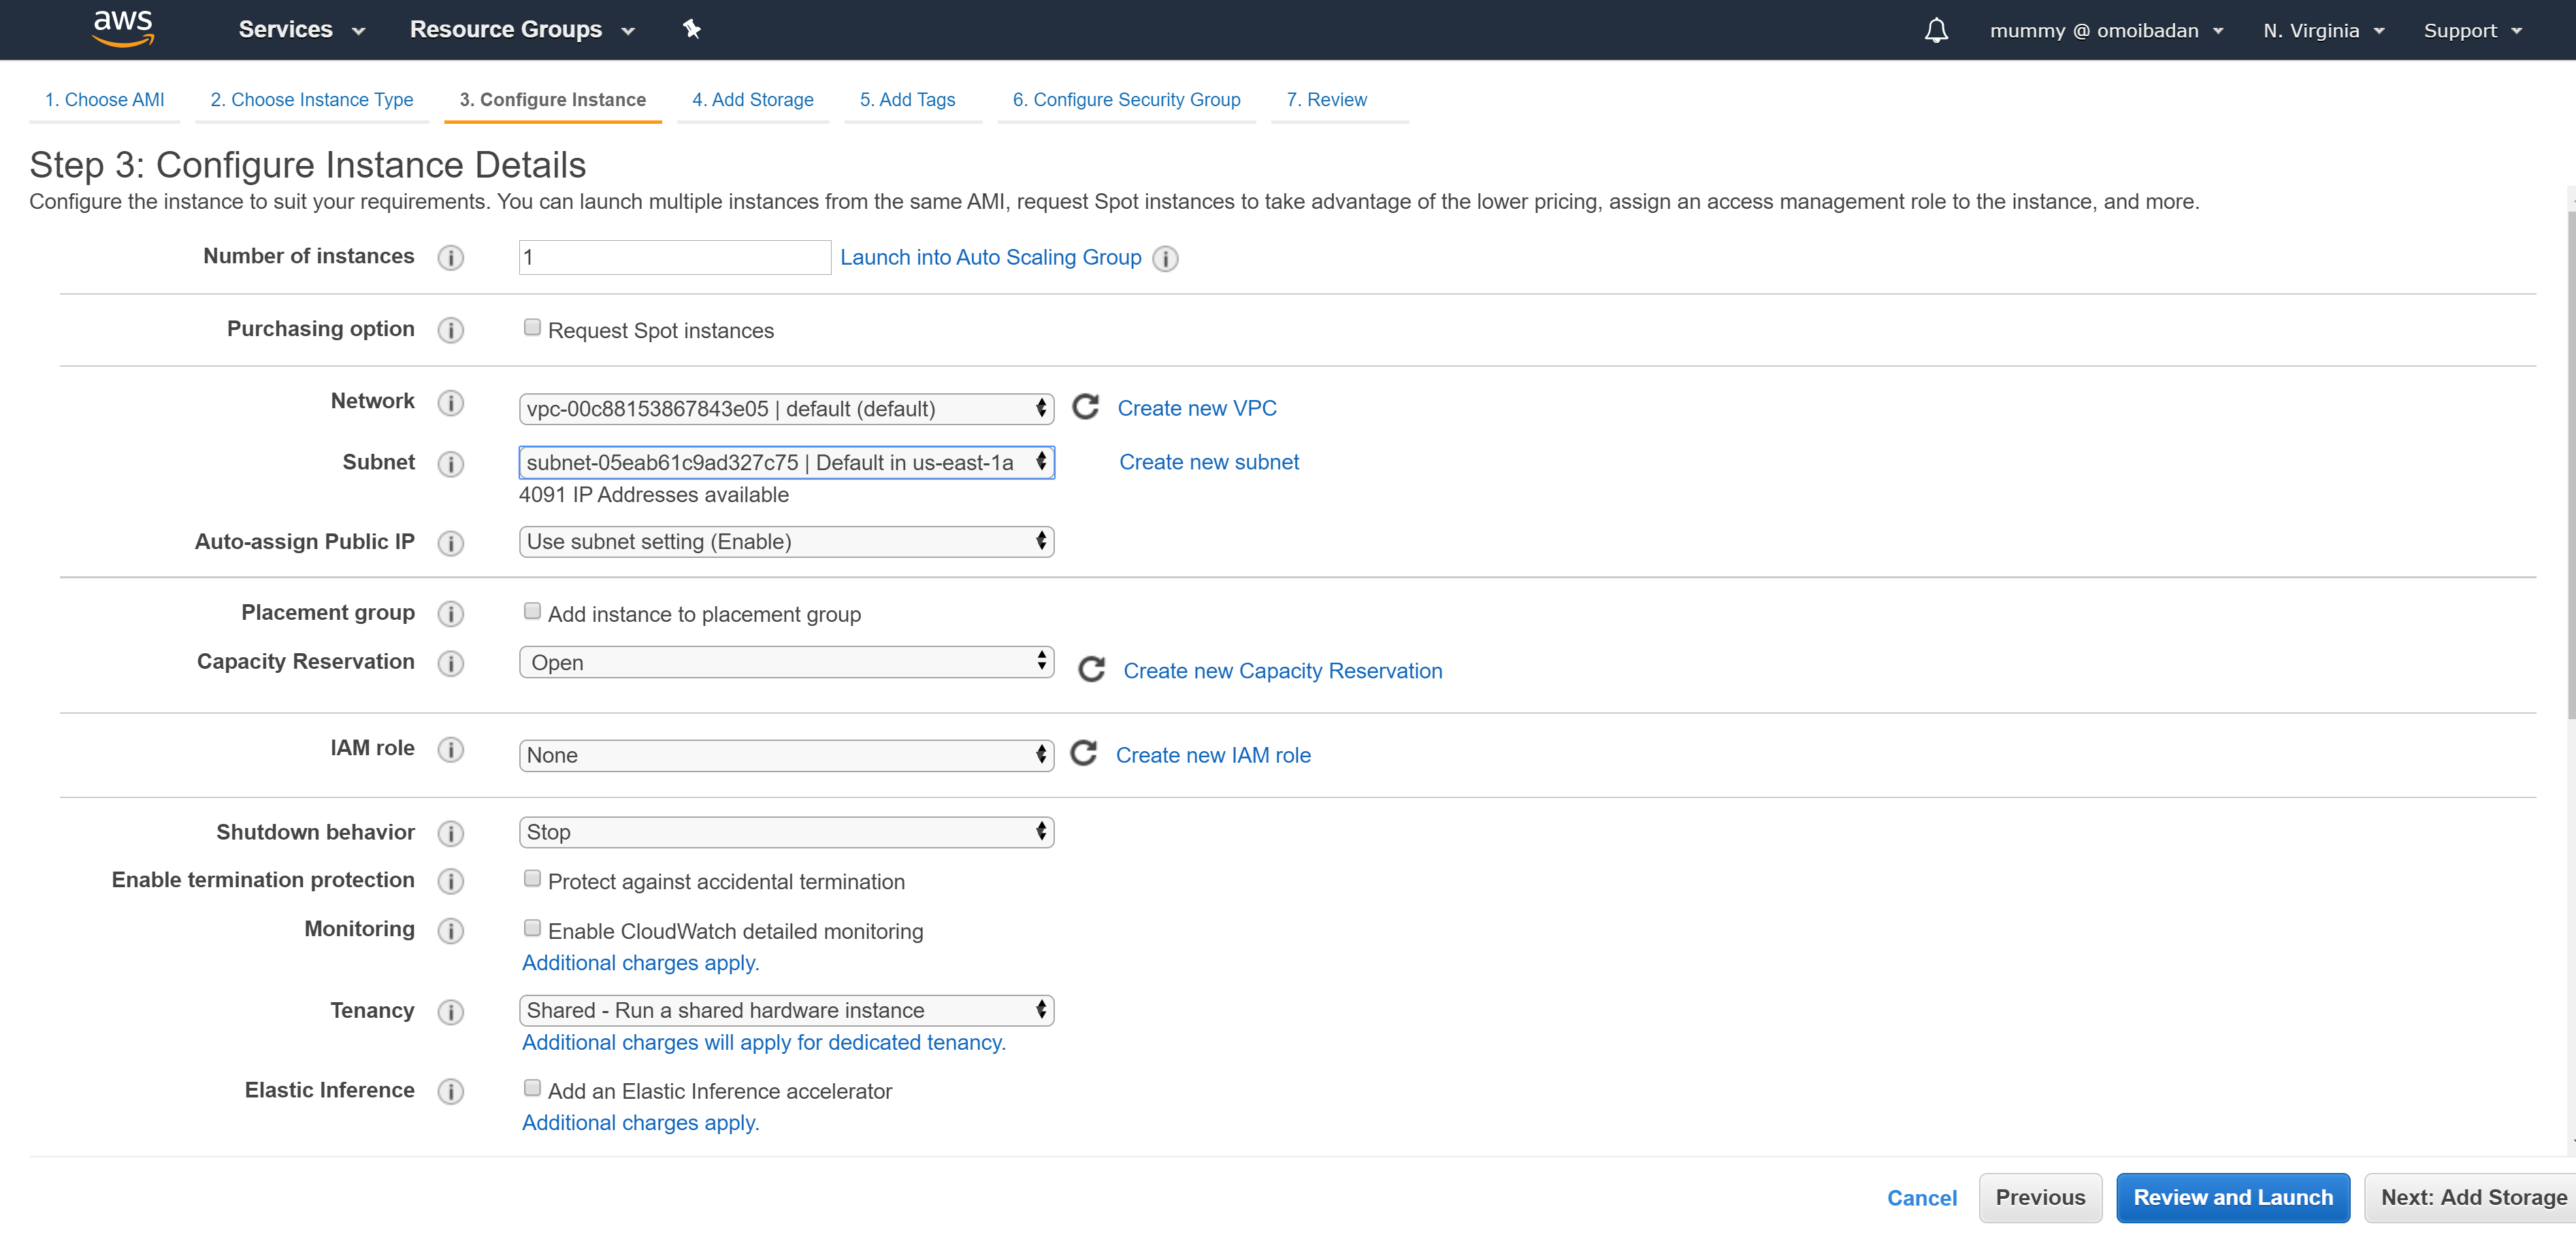 aws Services Resource Groups mummy @ omoibadan N. Virginia Support
1. Choose AMI 2. Choose Instance Type 3. Configure Instance 4. Add Storage 5. Add Tags 6. Configure Security Group 7. Review
Step 3: Configure Instance Details
Configure the instance to suit your requirements. You can launch multiple instances from the same AMI, request Spot instances to take advantage of the lower pricing, assign an access management role to the instance, and more.
Number of instances 1 Launch into Auto Scaling Group
Purchasing option Request Spot instances
Network vpc-00c88153867843e05 | default (default) Create new VPC
Subnet subnet-05eab61c9ad327c75 | Default in us-east-1a Create new subnet
4091 IP Addresses available
Auto-assign Public IP Use subnet setting (Enable)
Placement group Add instance to placement group
Capacity Reservation Open Create new Capacity Reservation
IAM role None Create new IAM role
Shutdown behavior Stop
Enable termination protection Protect against accidental termination
Monitoring Enable CloudWatch detailed monitoring
Additional charges apply.
Tenancy Shared - Run a shared hardware instance
Additional charges will apply for dedicated tenancy.
Elastic Inference Add an Elastic Inference accelerator
Additional charges apply.
Cancel Previous Review and Launch Next: Add Storage